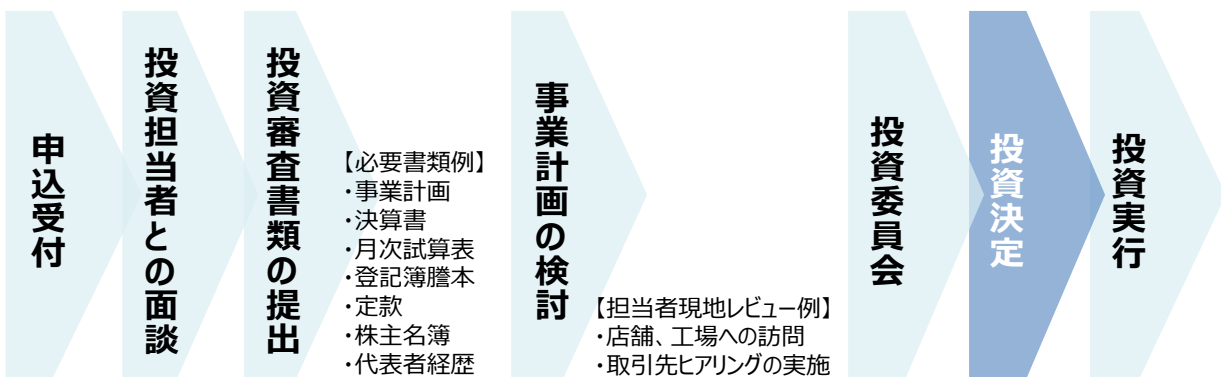 申込受付
投資担当者との面談
投資審査書類の提出
【必要書類例】
・事業計画
・決算書
・月次試算表
・登記簿謄本
・定款
・株主名簿
・代表者経歴
事業計画の検討
【担当者現地レビュー例】
・店舗、工場への訪問
・取引先ヒアリングの実施
投資委員会
投資決定
投資実行